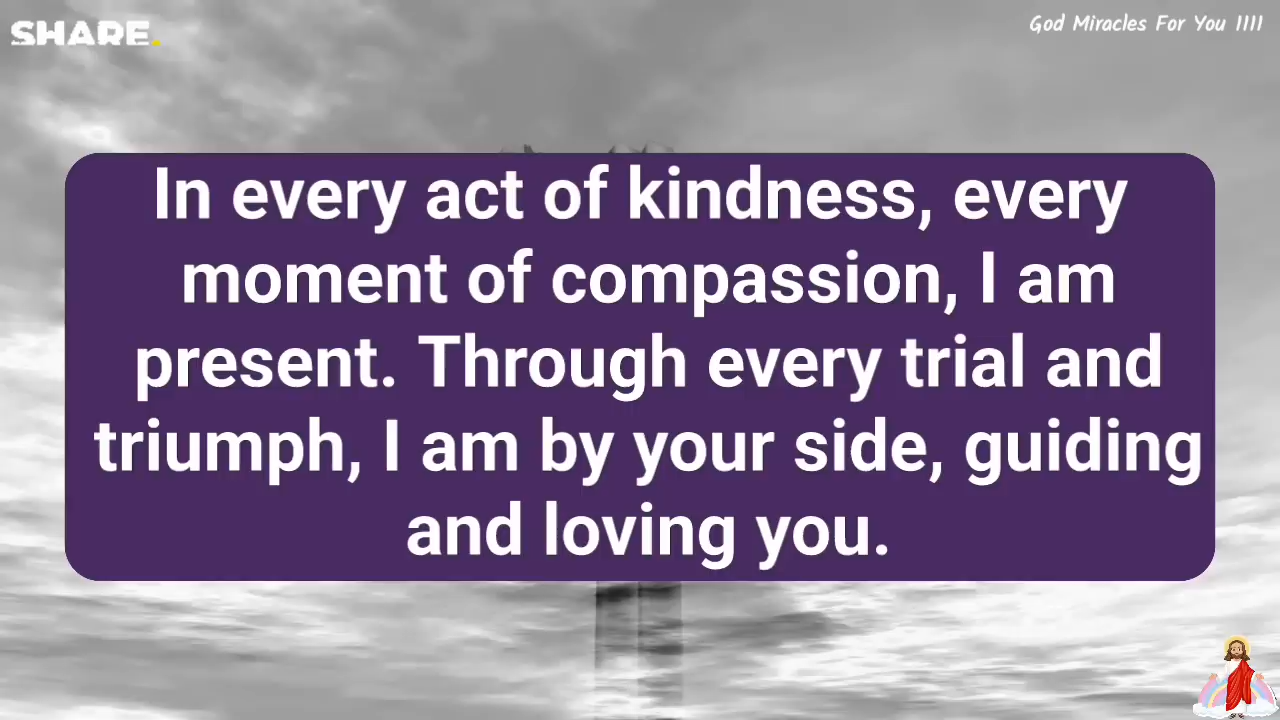 SHARE.
God Miracles For You 1111
In every act of kindness, every
moment of compassion, I am
present. Through every trial and
triumph, I am by your side, guiding
and loving you.